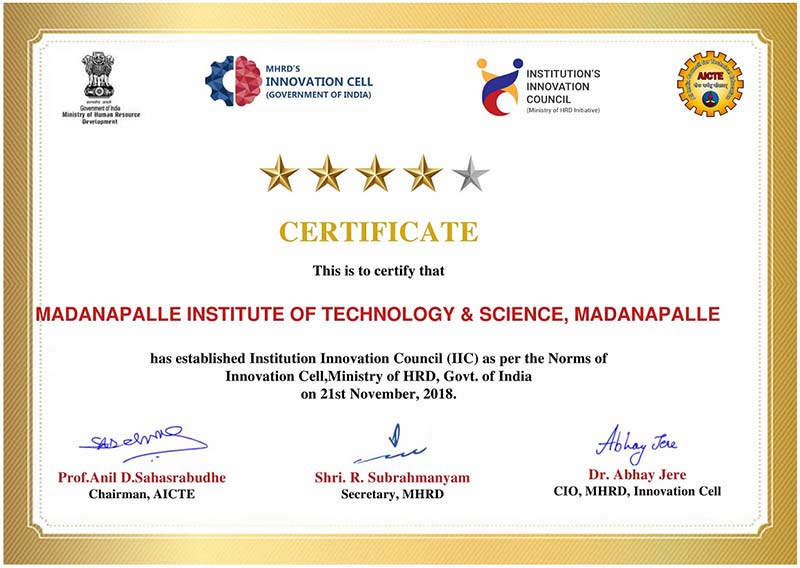 सत्यमेव जयते
Government of India
Ministry of Human Resource
Development
MHRD'S
INNOVATION CELL
(GOVERNMENT OF INDIA)
INSTITUTION'S
INNOVATION
COUNCIL
(Ministry of HRD Initiative)
AICTE
CERTIFICATE
This is to certify that
MADANAPALLE INSTITUTE OF TECHNOLOGY & SCIENCE, MADANAPALLE
has established Institution Innovation Council (IIC) as per the Norms of
Innovation Cell,Ministry of HRD, Govt. of India
on 21st November, 2018.
Abhay Jere
Prof.Anil D.Sahasrabudhe
Chairman, AICTE
Shri. R. Subrahmanyam
Secretary, MHRD
Dr. Abhay Jere
CIO, MHRD, Innovation Cell